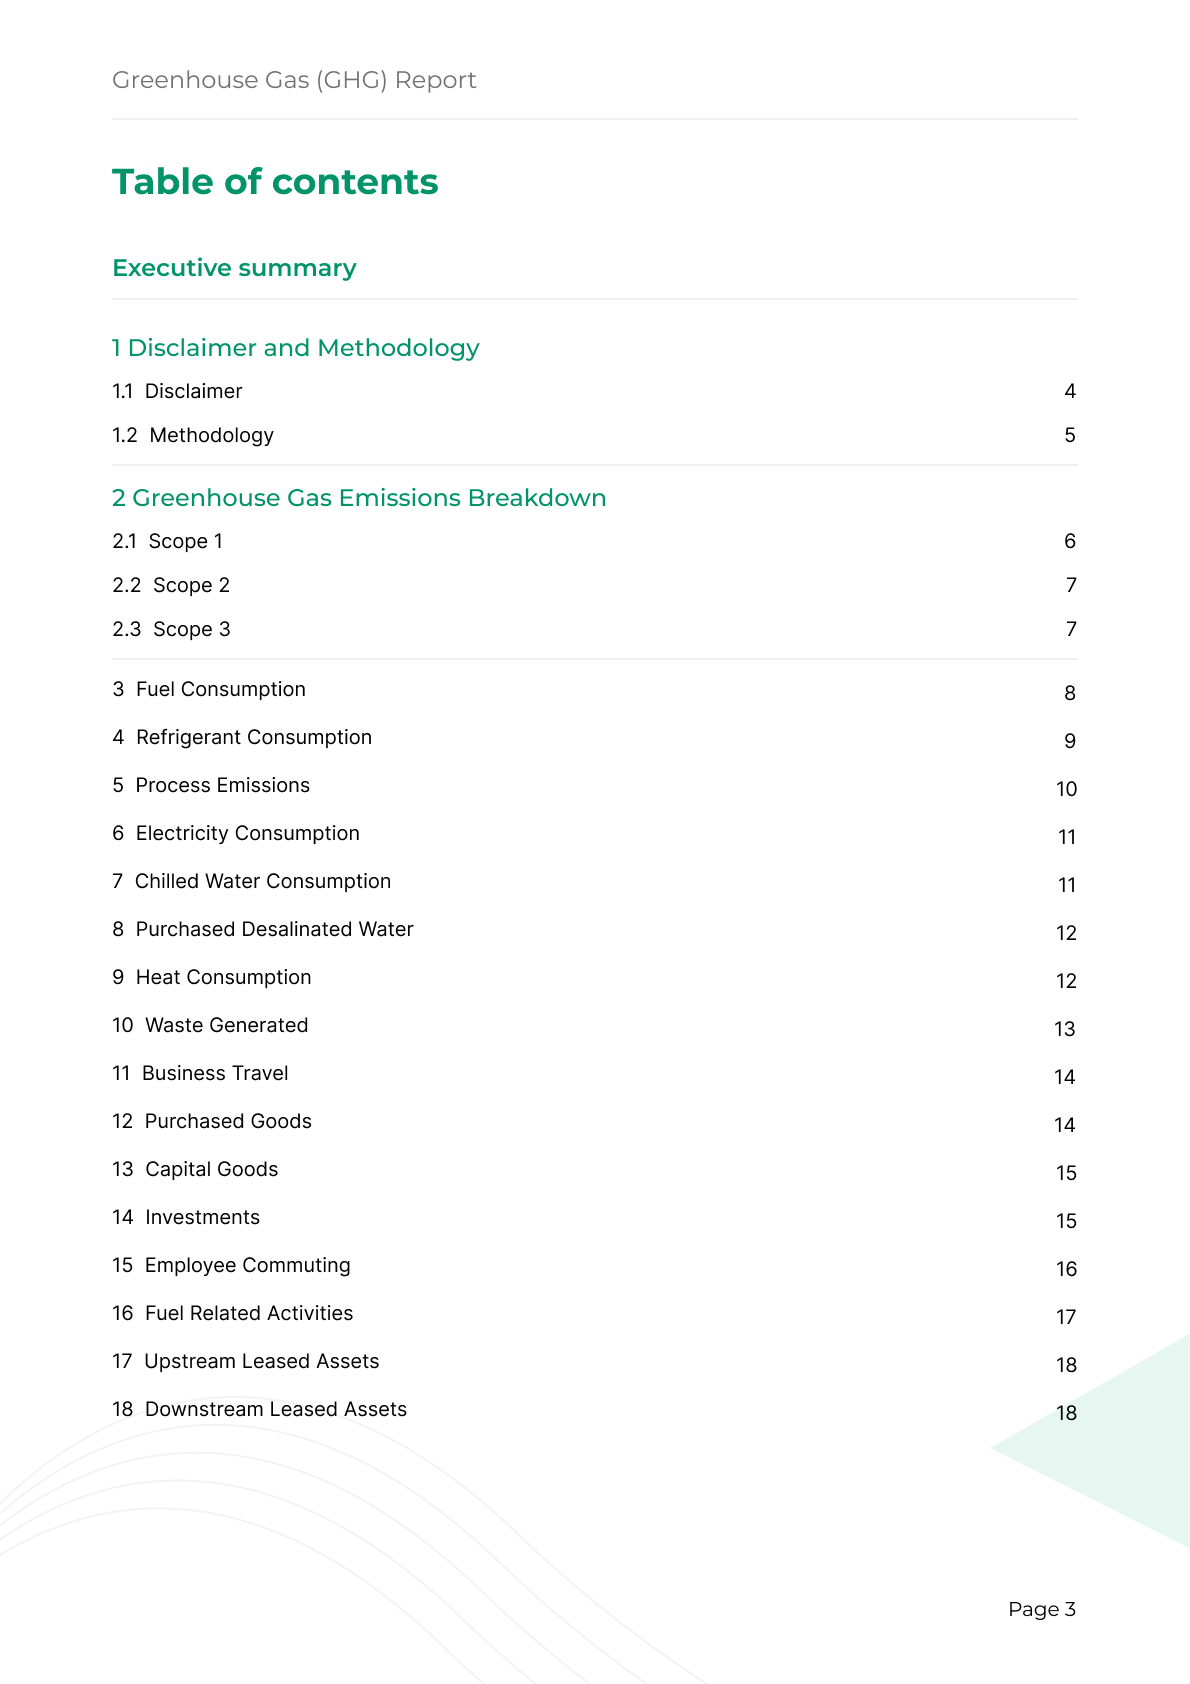 Greenhouse Gas (GHG) Report
Table of contents
Executive summary
1 Disclaimer and Methodology
1.1 Disclaimer 4
1.2 Methodology 5
2 Greenhouse Gas Emissions Breakdown
2.1 Scope 1 6
2.2 Scope 2 7
2.3 Scope 3 7
3 Fuel Consumption 8
4 Refrigerant Consumption 9
5 Process Emissions 10
6 Electricity Consumption 11
7 Chilled Water Consumption 11
8 Purchased Desalinated Water 12
9 Heat Consumption 12
10 Waste Generated 13
11 Business Travel 14
12 Purchased Goods 14
13 Capital Goods 15
14 Investments 15
15 Employee Commuting 16
16 Fuel Related Activities 17
17 Upstream Leased Assets 18
18 Downstream Leased Assets 18
Page 3